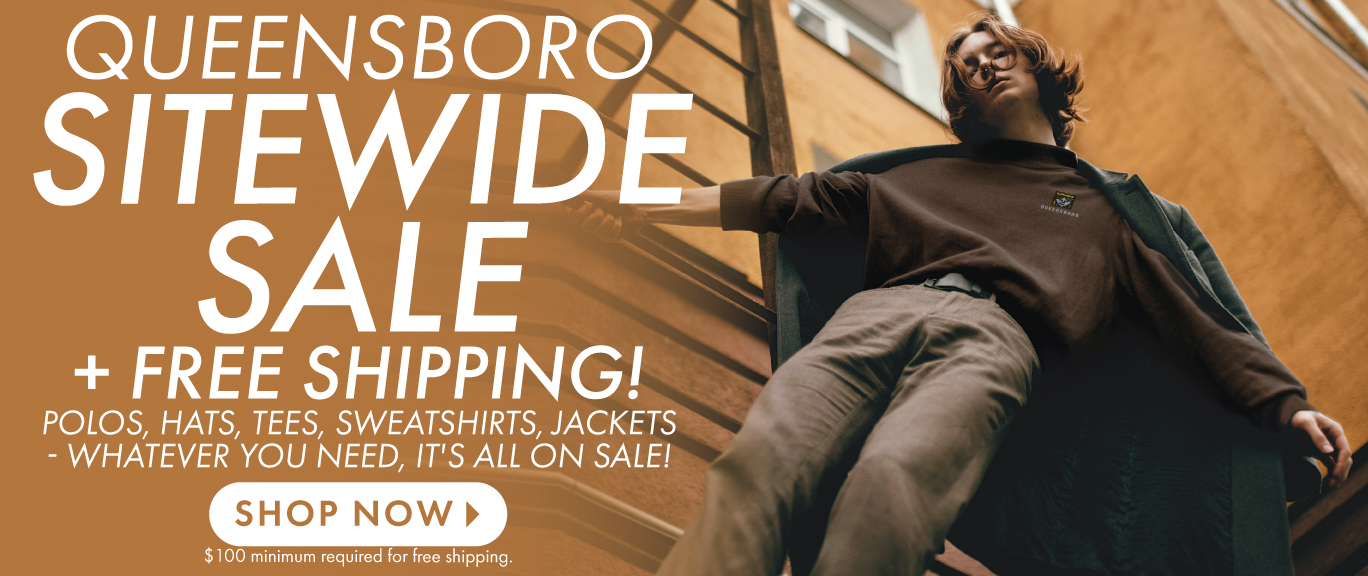 QUEENSBORO
SITEWIDE
SALE
+ FREE SHIPPING!
POLOS, HATS, TEES, SWEATSHIRTS, JACKETS
- WHATEVER YOU NEED, IT'S ALL ON SALE!
SHOP NOW
$100 minimum required for free shipping.
QUEENSBORO